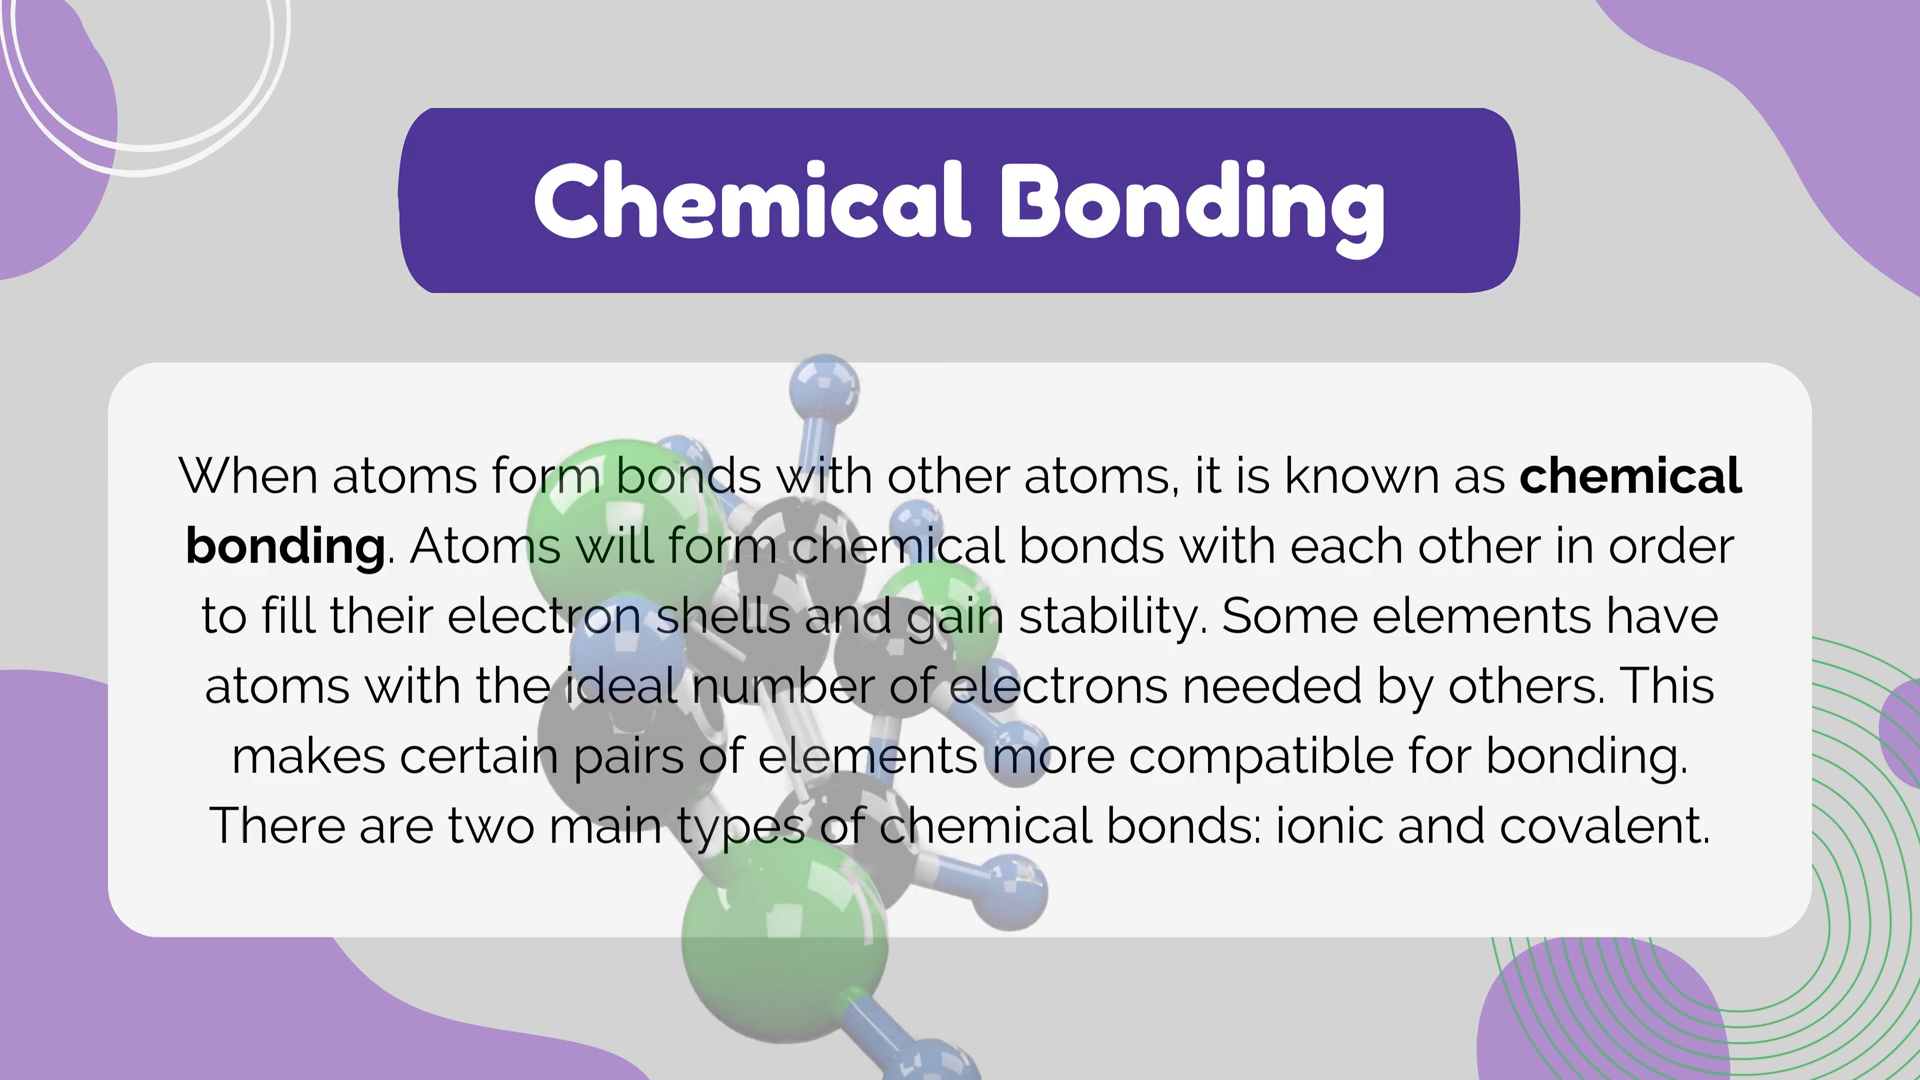 Chemical Bonding
When atoms form bonds with other atoms, it is known as chemical
bonding. Atoms will form chemical bonds with each other in order
to fill their electron shells and gain stability. Some elements have
atoms with the ideal number of electrons needed by others. This
makes certain pairs of elements more compatible for bonding.
There are two main types of chemical bonds: ionic and covalent.